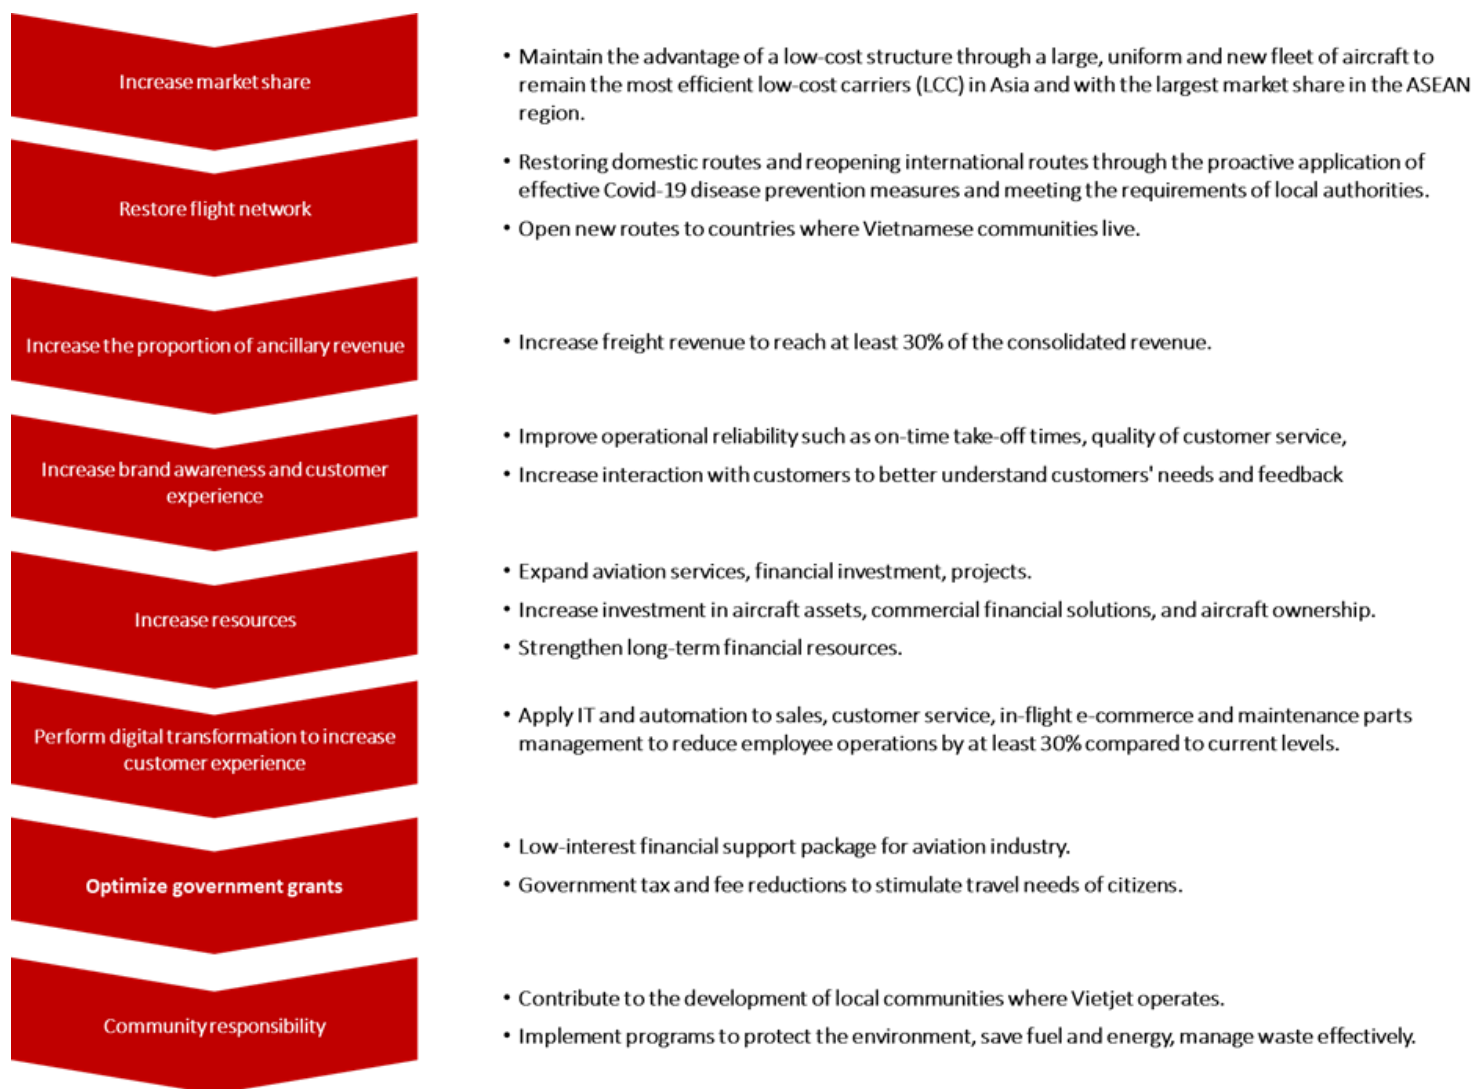 Increase market share
• Maintain the advantage of a low-cost structure through a large, uniform and new fleet of aircraft to
remain the most efficient low-cost carriers (LCC) in Asia and with the largest market share in the ASEAN
region.
Restore flight network
• Restoring domestic routes and reopening international routes through the proactive application of
effective Covid-19 disease prevention measures and meeting the requirements of local authorities.
• Open new routes to countries where Vietnamese communities live.
Increase the proportion of ancillary revenue
• Increase freight revenue to reach at least 30% of the consolidated revenue.
Increase brand awareness and customer
experience
• Improve operational reliability such as on-time take-off times, quality of customer service,
• Increase interaction with customers to better understand customers' needs and feedback
Increase resources
• Expand aviation services, financial investment, projects.
• Increase investment in aircraft assets, commercial financial solutions, and aircraft ownership.
• Strengthen long-term financial resources.
Perform digital transformation to increase
customer experience
• Apply IT and automation to sales, customer service, in-flight e-commerce and maintenance parts
management to reduce employee operations by at least 30% compared to current levels.
Optimize government grants
• Low-interest financial support package for aviation industry.
• Government tax and fee reductions to stimulate travel needs of citizens.
Community responsibility
• Contribute to the development of local communities where Vietjet operates.
• Implement programs to protect the environment, save fuel and energy, manage waste effectively.